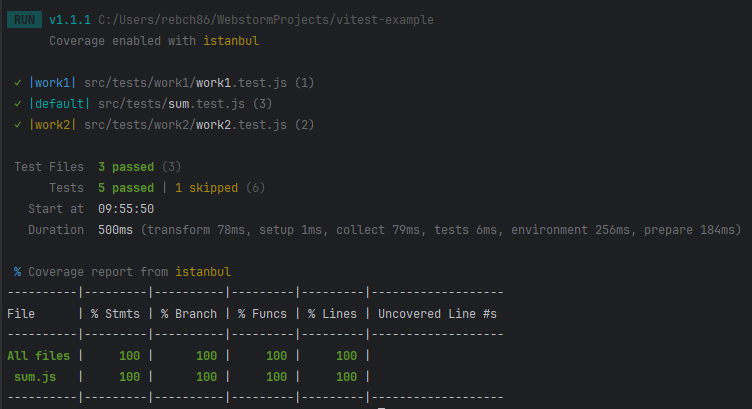 RUN v1.1.1 C:/Users/rebch86/WebstormProjects/vitest-example
Coverage enabled with istanbul
✓ |work1| src/tests/work1/work1.test.js (1)
✓ |default| src/tests/sum.test.js (3)
✓ |work2| src/tests/work2/work2.test.js (2)
Test Files 3 passed (3)
Tests 5 passed | 1 skipped (6)
Start at 09:55:50
Duration 500ms (transform 78ms, setup 1ms, collect 79ms, tests 6ms, environment 256ms, prepare 184ms)
% Coverage report from istanbul
----------|---------|----------|---------|---------|-------------------
File      | % Stmts | % Branch | % Funcs | % Lines | Uncovered Line #s
----------|---------|----------|---------|---------|-------------------
All files |     100 |      100 |     100 |     100 |
 sum.js   |     100 |      100 |     100 |     100 |
----------|---------|----------|---------|---------|-------------------